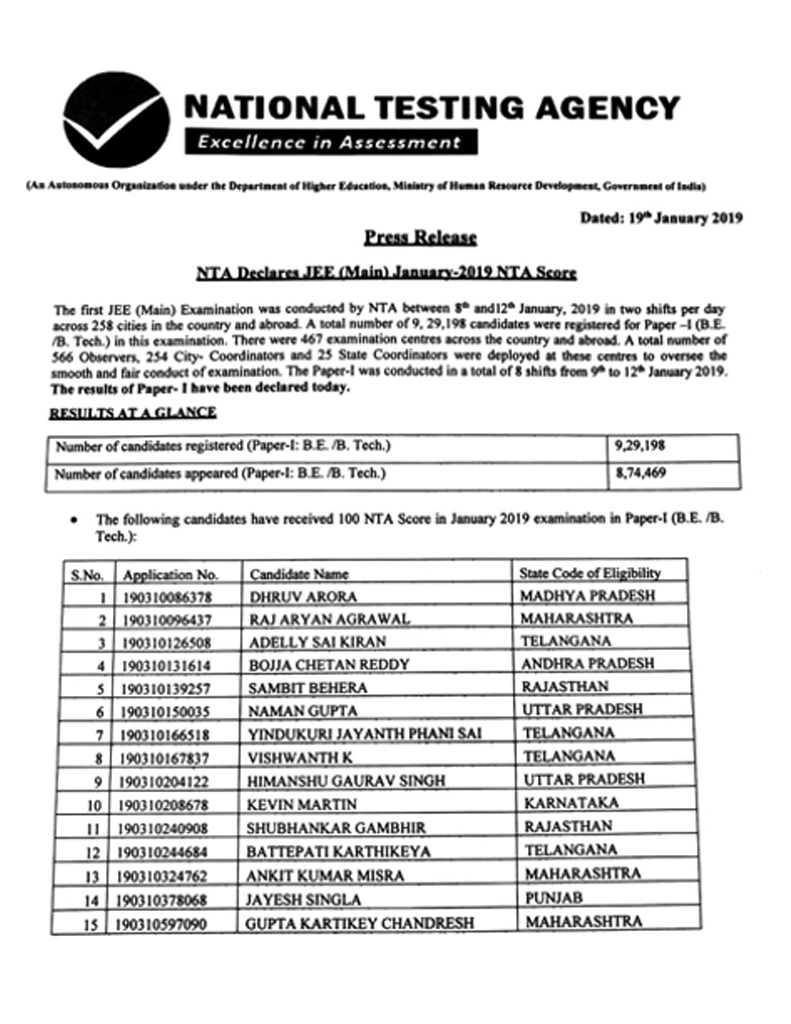 NATIONAL TESTING AGENCY
Excellence in Assessment
(An Autonomous Organization under the Department of Higher Education, Ministry of Human Resource Development, Government of India)
Dated: 19th January 2019
Press Release
NTA Declares JEE (Main) January-2019 NTA Score
The first JEE (Main) Examination was conducted by NTA between 8th and12th January, 2019 in two shifts per day
across 258 cities in the country and abroad. A total number of 9, 29,198 candidates were registered for Paper –I (B.E.
/B. Tech.) in this examination. There were 467 examination centres across the country and abroad. A total number of
566 Observers, 254 City- Coordinators and 25 State Coordinators were deployed at these centres to oversee the
smooth and fair conduct of examination. The Paper-I was conducted in a total of 8 shifts from 9th to 12th January 2019.
The results of Paper- I have been declared today.
RESULTS AT A GLANCE
Number of candidates registered (Paper-I: B.E. /B. Tech.) 9,29,198
Number of candidates appeared (Paper-I: B.E. /B. Tech.) 8,74,469
• The following candidates have received 100 NTA Score in January 2019 examination in Paper-I (B.E. /B.
Tech.):
S.No. Application No. Candidate Name State Code of Eligibility
1 190310086378 DHRUV ARORA MADHYA PRADESH
2 190310096437 RAJ ARYAN AGRAWAL MAHARASHTRA
3 190310126508 ADELLY SAI KIRAN TELANGANA
4 190310131614 BOJJA CHETAN REDDY ANDHRA PRADESH
5 190310139257 SAMBIT BEHERA RAJASTHAN
6 190310150035 NAMAN GUPTA UTTAR PRADESH
7 190310166518 YINDUKURI JAYANTH PHANI SAI TELANGANA
8 190310167837 VISHWANTH K TELANGANA
9 190310204122 HIMANSHU GAURAV SINGH UTTAR PRADESH
10 190310208678 KEVIN MARTIN KARNATAKA
11 190310240908 SHUBHANKAR GAMBHIR RAJASTHAN
12 190310244684 BATTEPATI KARTHIKEYA TELANGANA
13 190310324762 ANKIT KUMAR MISRA MAHARASHTRA
14 190310378068 JAYESH SINGLA PUNJAB
15 190310597090 GUPTA KARTIKEY CHANDRESH MAHARASHTRA